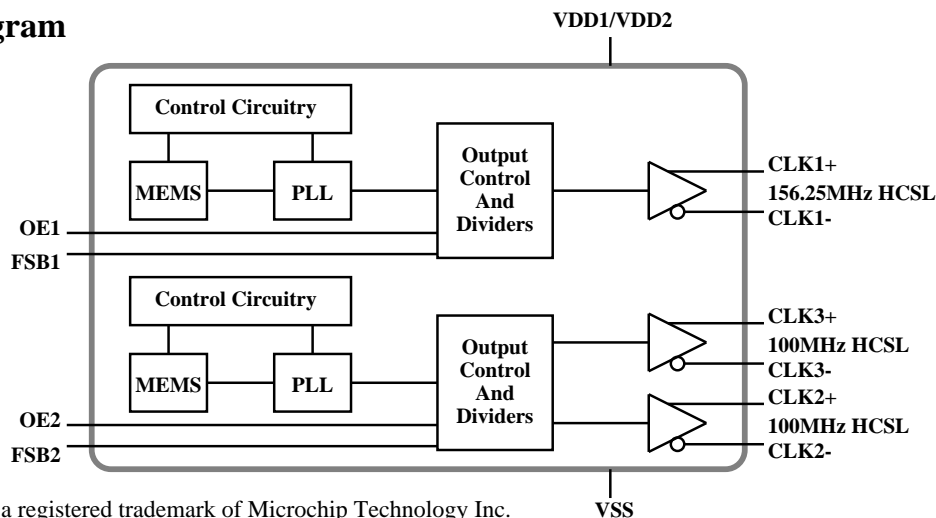 gram
VDD1/VDD2
Control Circuitry
MEMS
PLL
Output
Control
And
Dividers
CLK1+
156.25MHz HCSL
CLK1-
OE1
FSB1
Control Circuitry
MEMS
PLL
Output
Control
And
Dividers
CLK3+
100MHz HCSL
CLK3-
CLK2+
100MHz HCSL
CLK2-
OE2
FSB2
a registered trademark of Microchip Technology Inc.
VSS